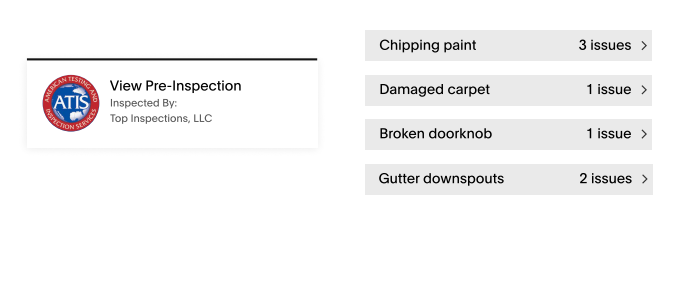 AMERICAN TESTING AND
ATIS
INSPECTION SERVICES
View Pre-Inspection
Inspected By:
Top Inspections, LLC
Chipping paint 3 issues
Damaged carpet 1 issue
Broken doorknob 1 issue
Gutter downspouts 2 issues